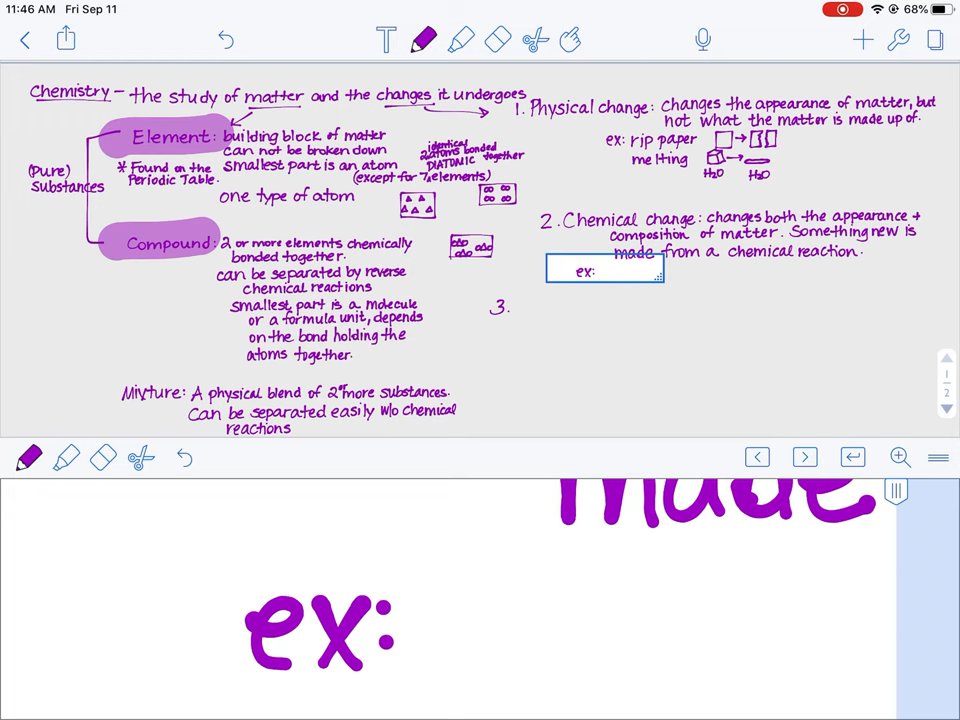 11:46 AM Fri Sep 11
68%
T
Chemistry - the study of matter and the changes it undergoes
Element: building block of matter
can not be broken down
smallest part is an atom
(except for 7 elements)
identical
2 atoms bonded
DIATONIC together
* Found on the
Periodic Table.
(Pure)
Substances
one type of atom
Compound: 2 or more elements chemically
bonded together.
can be separated by reverse
chemical reactions
smallest part is a molecule
or a formula unit, depends
on the bond holding the
atoms together.
Mixture: A physical blend of 2 or more substances.
Can be separated easily w/o chemical
reactions
1. Physical change: changes the appearance of matter, but
not what the matter is made up of.
ex: rip paper
melting
H2O H2O
2. Chemical change: changes both the appearance +
composition of matter. Something new is
made from a chemical reaction.
ex:
3.
1
2
made
ex: